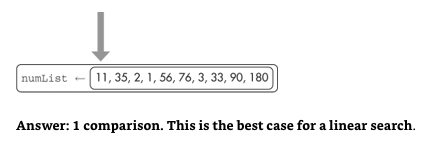 numList ← 11, 35, 2, 1, 56, 76, 3, 33, 90, 180
Answer: 1 comparison. This is the best case for a linear search.